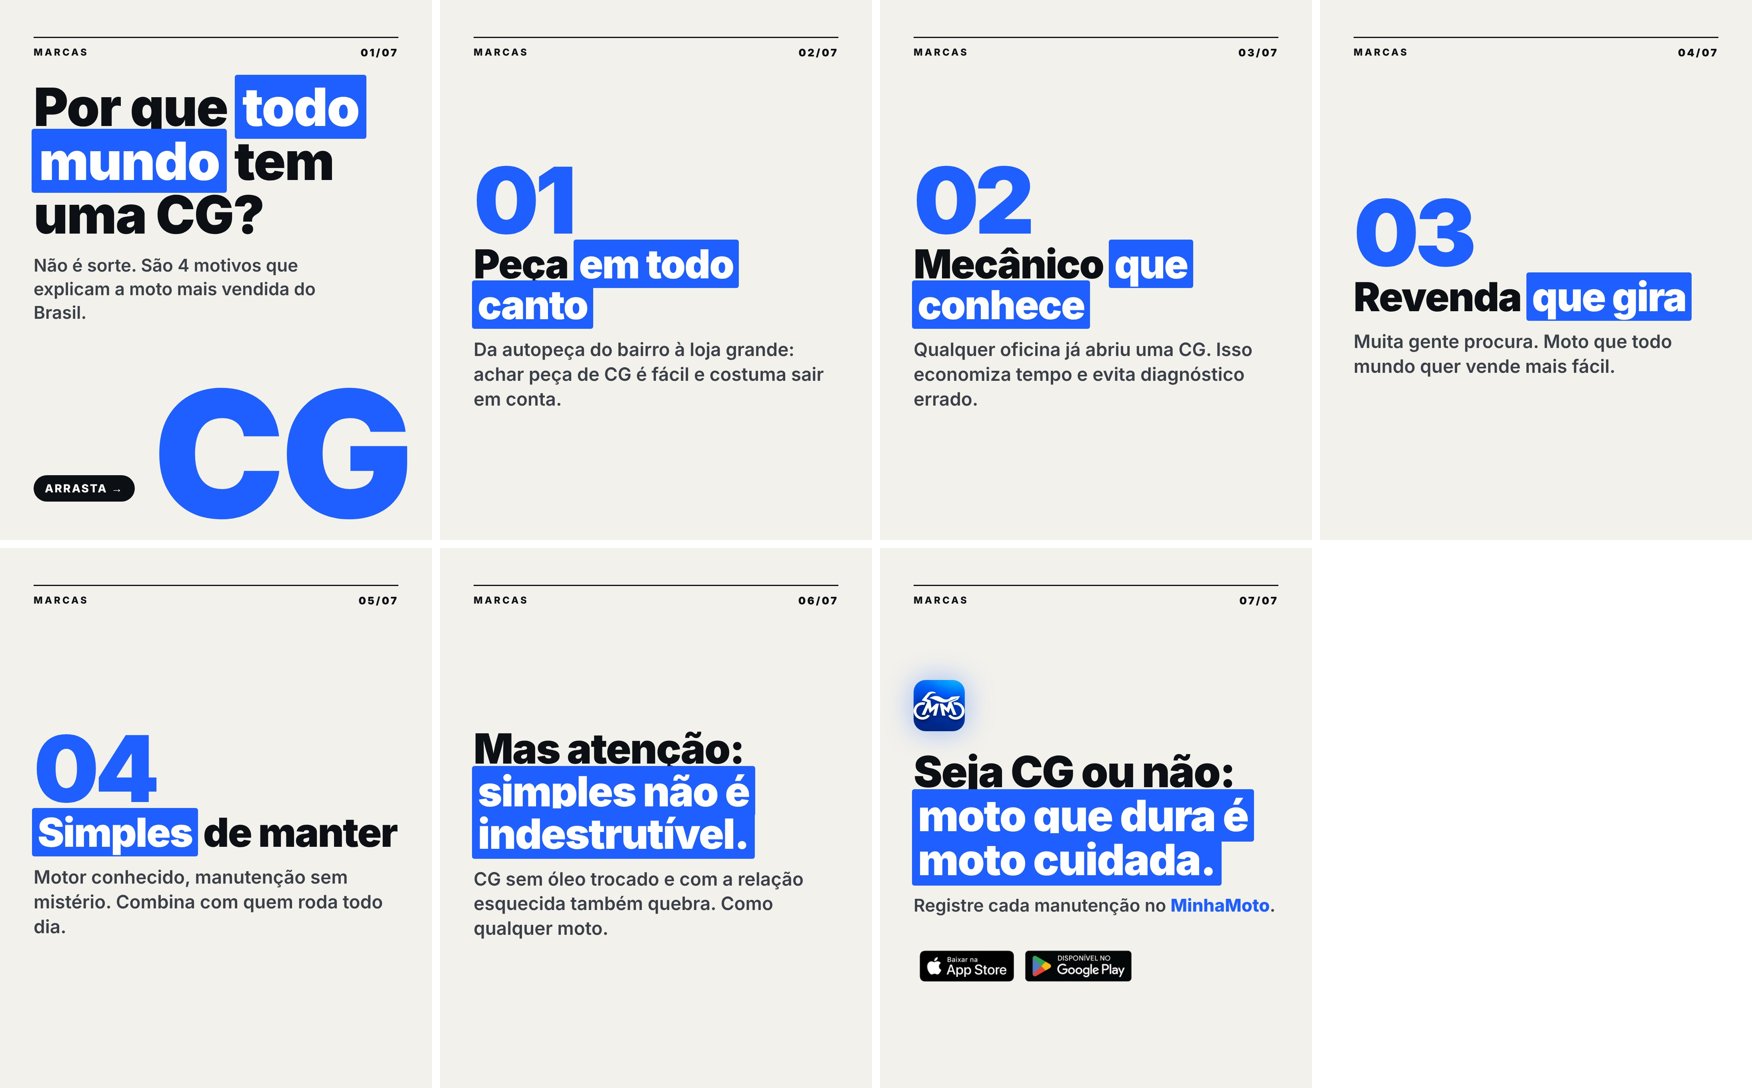 MARCAS
01/07
Por que todo
mundo tem
uma CG?
Não é sorte. São 4 motivos que
explicam a moto mais vendida do
Brasil.
ARRASTA →
CG
MARCAS
02/07
01
Peça em todo
canto
Da autopeça do bairro à loja grande:
achar peça de CG é fácil e costuma sair
em conta.
MARCAS
03/07
02
Mecânico que
conhece
Qualquer oficina já abriu uma CG. Isso
economiza tempo e evita diagnóstico
errado.
MARCAS
04/07
03
Revenda que gira
Muita gente procura. Moto que todo
mundo quer vende mais fácil.
MARCAS
05/07
04
Simples de manter
Motor conhecido, manutenção sem
mistério. Combina com quem roda todo
dia.
MARCAS
06/07
Mas atenção:
simples não é
indestrutível.
CG sem óleo trocado e com a relação
esquecida também quebra. Como
qualquer moto.
MARCAS
07/07
MM
Seja CG ou não:
moto que dura é
moto cuidada.
Registre cada manutenção no MinhaMoto.
Baixar na
App Store
DISPONÍVEL NO
Google Play